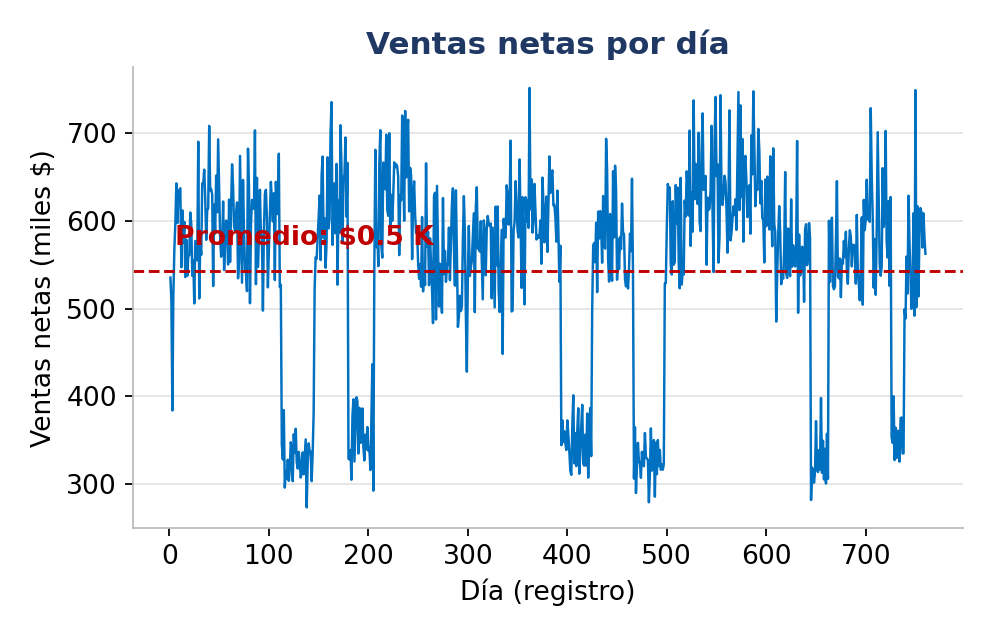 Ventas netas por día
Ventas netas (miles $)
700
600
500
400
300
Promedio: $0.5 K
0 100 200 300 400 500 600 700
Día (registro)